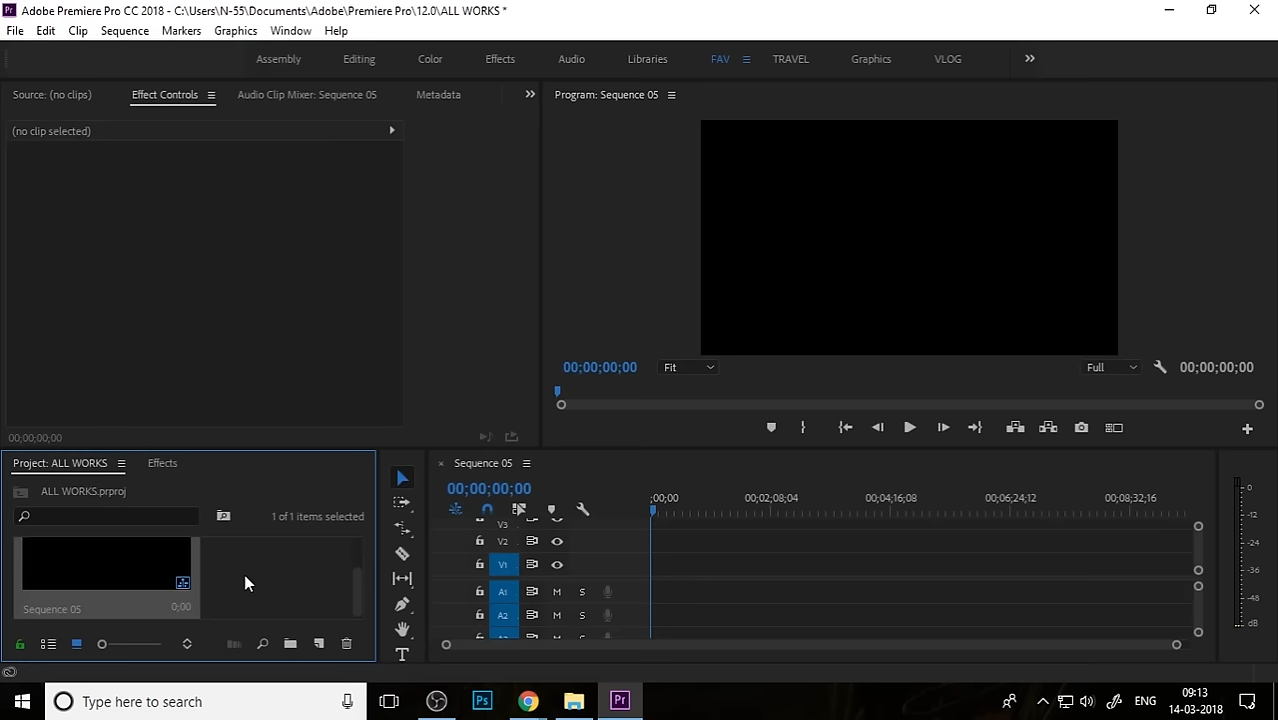 Adobe Premiere Pro CC 2018 - C:\Users\N-55\Documents\Adobe\Premiere Pro\12.0\ALL WORKS *
File Edit Clip Sequence Markers Graphics Window Help
Assembly Editing Color Effects Audio Libraries FAV TRAVEL Graphics VLOG
Source: (no clips) Effect Controls Audio Clip Mixer: Sequence 05 Metadata
Program: Sequence 05
(no clip selected)
00;00;00;00 Fit Full 00;00;00;00
00;00;00;00
Project: ALL WORKS Effects
ALL WORKS.prproj
1 of 1 items selected
Sequence 05 0;00
Sequence 05
00;00;00;00
;00;00 00;02;08;04 00;04;16;08 00;06;24;12 00;08;32;16
V3
V2
V1
A1 M S
A2 M S
T
0
-12
-24
-36
-48
dB
Type here to search
Ps
Pr
ENG
09:13
14-03-2018